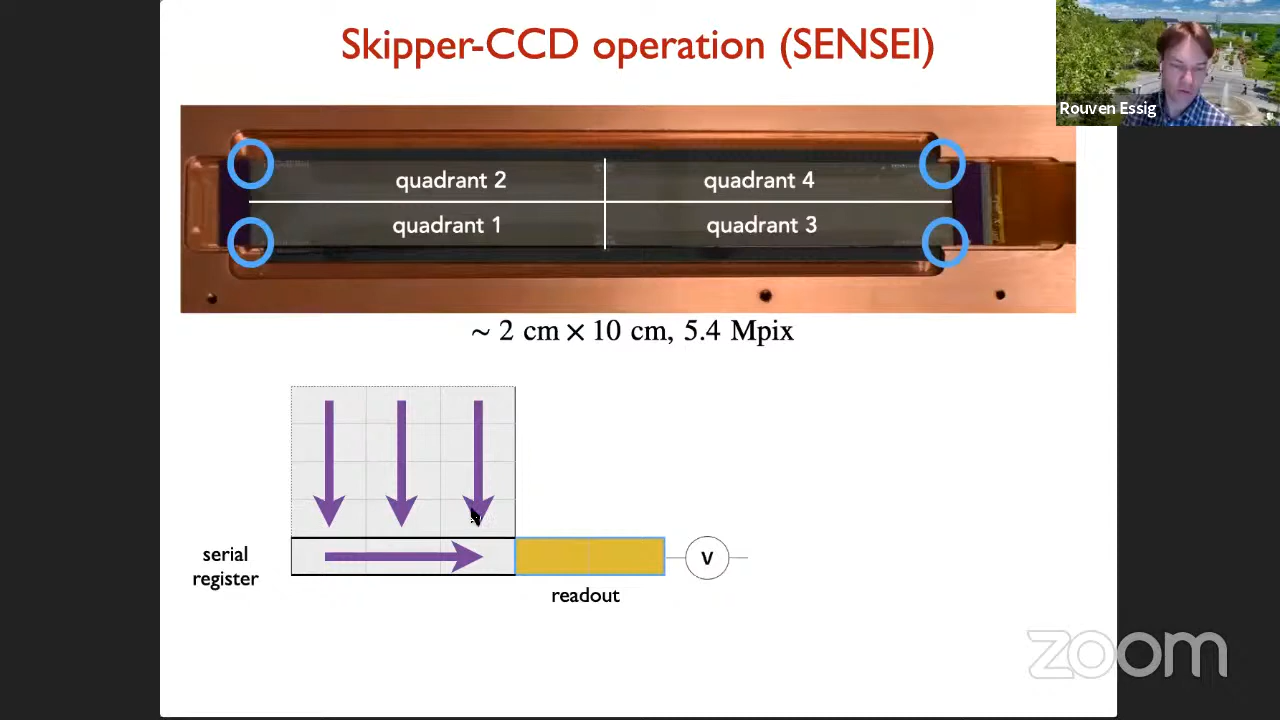 Skipper-CCD operation (SENSEI)
Rouven Essig
quadrant 2
quadrant 4
quadrant 1
quadrant 3
~ 2 cm × 10 cm, 5.4 Mpix
serial
register
V
readout
zoom